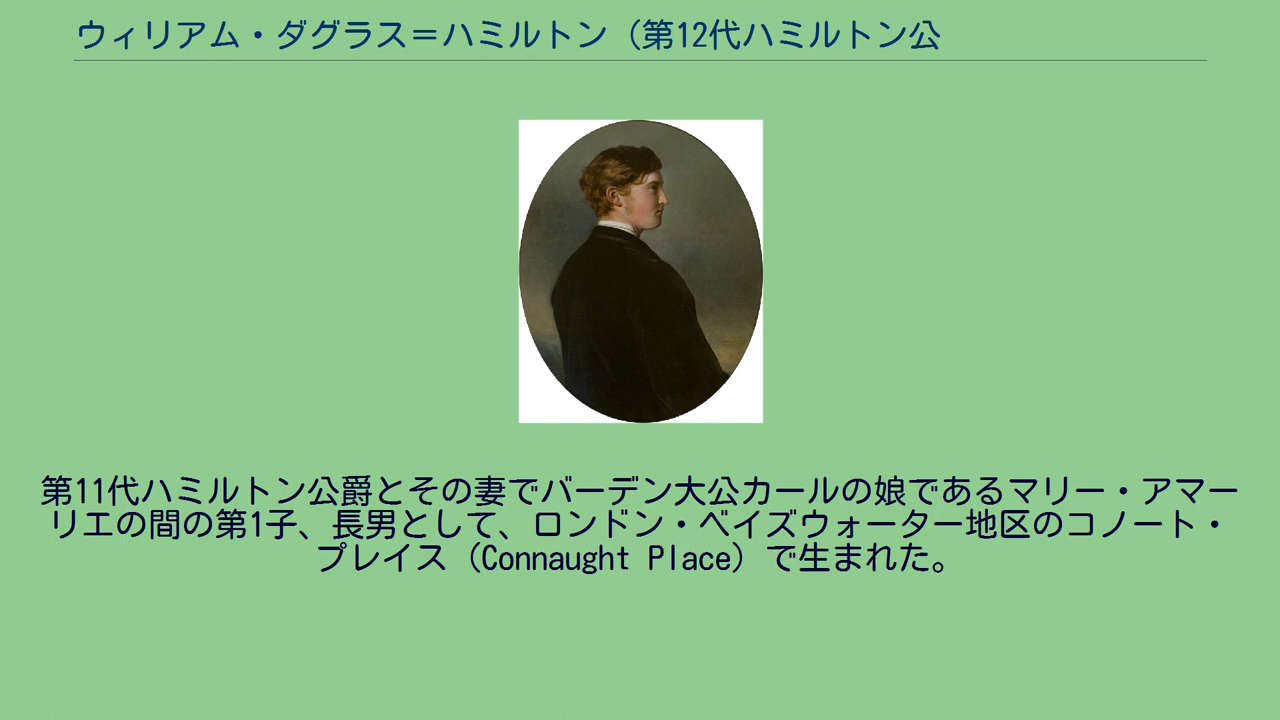 ウィリアム・ダグラス＝ハミルトン（第12代ハミルトン公
第11代ハミルトン公爵とその妻でバーデン大公カールの娘であるマリー・アマー
リエの間の第1子、長男として、ロンドン・ベイズウォーター地区のコノート・
プレイス（Connaught Place）で生まれた。